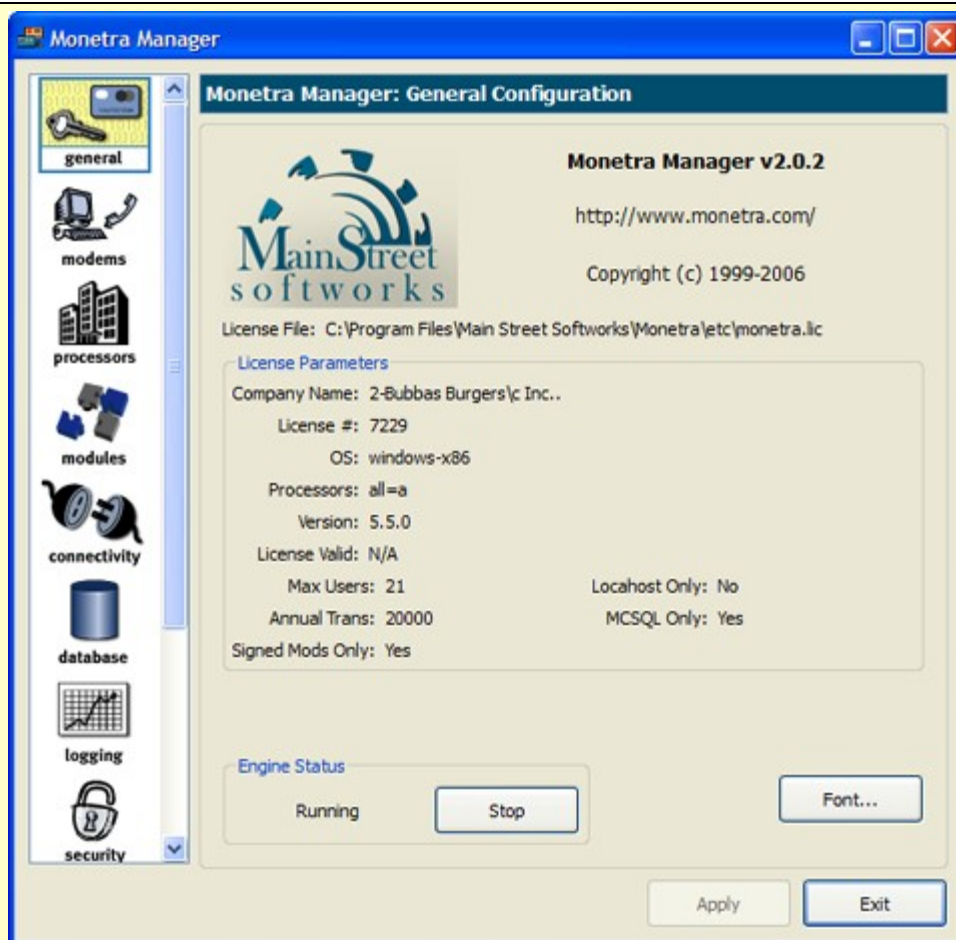 Monetra Manager
general
modems
processors
modules
connectivity
database
logging
security
Monetra Manager: General Configuration
MainStreet
softworks
Monetra Manager v2.0.2
http://www.monetra.com/
Copyright (c) 1999-2006
License File: C:\Program Files\Main Street Softworks\Monetra\etc\monetra.lic
License Parameters
Company Name: 2-Bubbas Burgers\c Inc..
License #: 7229
OS: windows-x86
Processors: all=a
Version: 5.5.0
License Valid: N/A
Max Users: 21 Locahost Only: No
Annual Trans: 20000 MCSQL Only: Yes
Signed Mods Only: Yes
Engine Status
Running Stop
Font...
Apply Exit